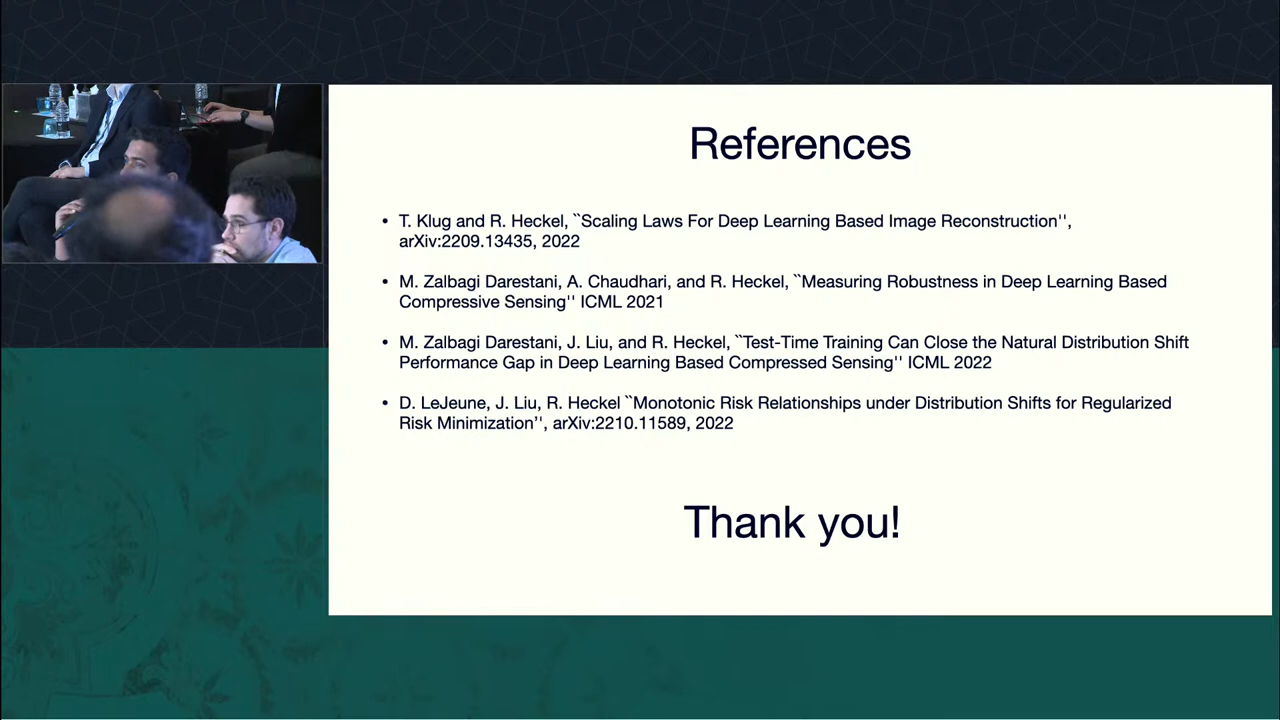 References
• T. Klug and R. Heckel, ``Scaling Laws For Deep Learning Based Image Reconstruction'',
arXiv:2209.13435, 2022
• M. Zalbagi Darestani, A. Chaudhari, and R. Heckel, ``Measuring Robustness in Deep Learning Based
Compressive Sensing'' ICML 2021
• M. Zalbagi Darestani, J. Liu, and R. Heckel, ``Test-Time Training Can Close the Natural Distribution Shift
Performance Gap in Deep Learning Based Compressed Sensing'' ICML 2022
• D. LeJeune, J. Liu, R. Heckel ``Monotonic Risk Relationships under Distribution Shifts for Regularized
Risk Minimization’', arXiv:2210.11589, 2022
Thank you!